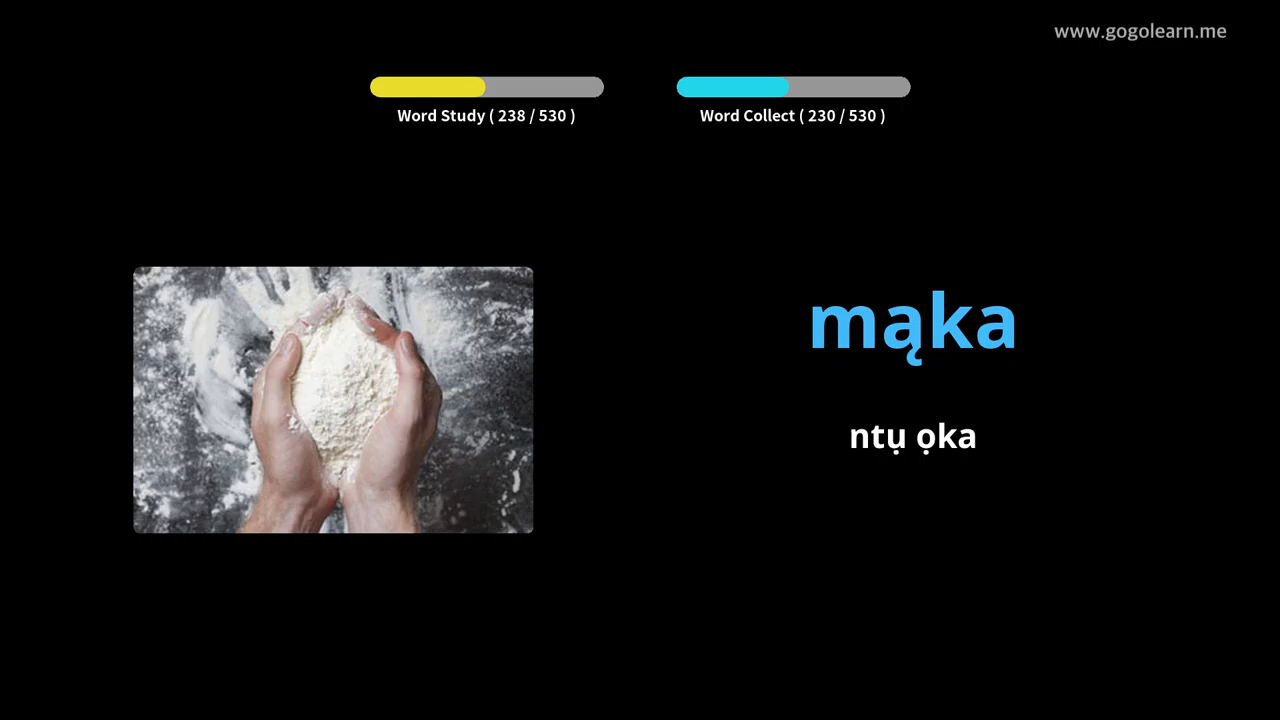 www.gogolearn.me
Word Study ( 238 / 530 )
Word Collect ( 230 / 530 )
mąka
ntụ ọka